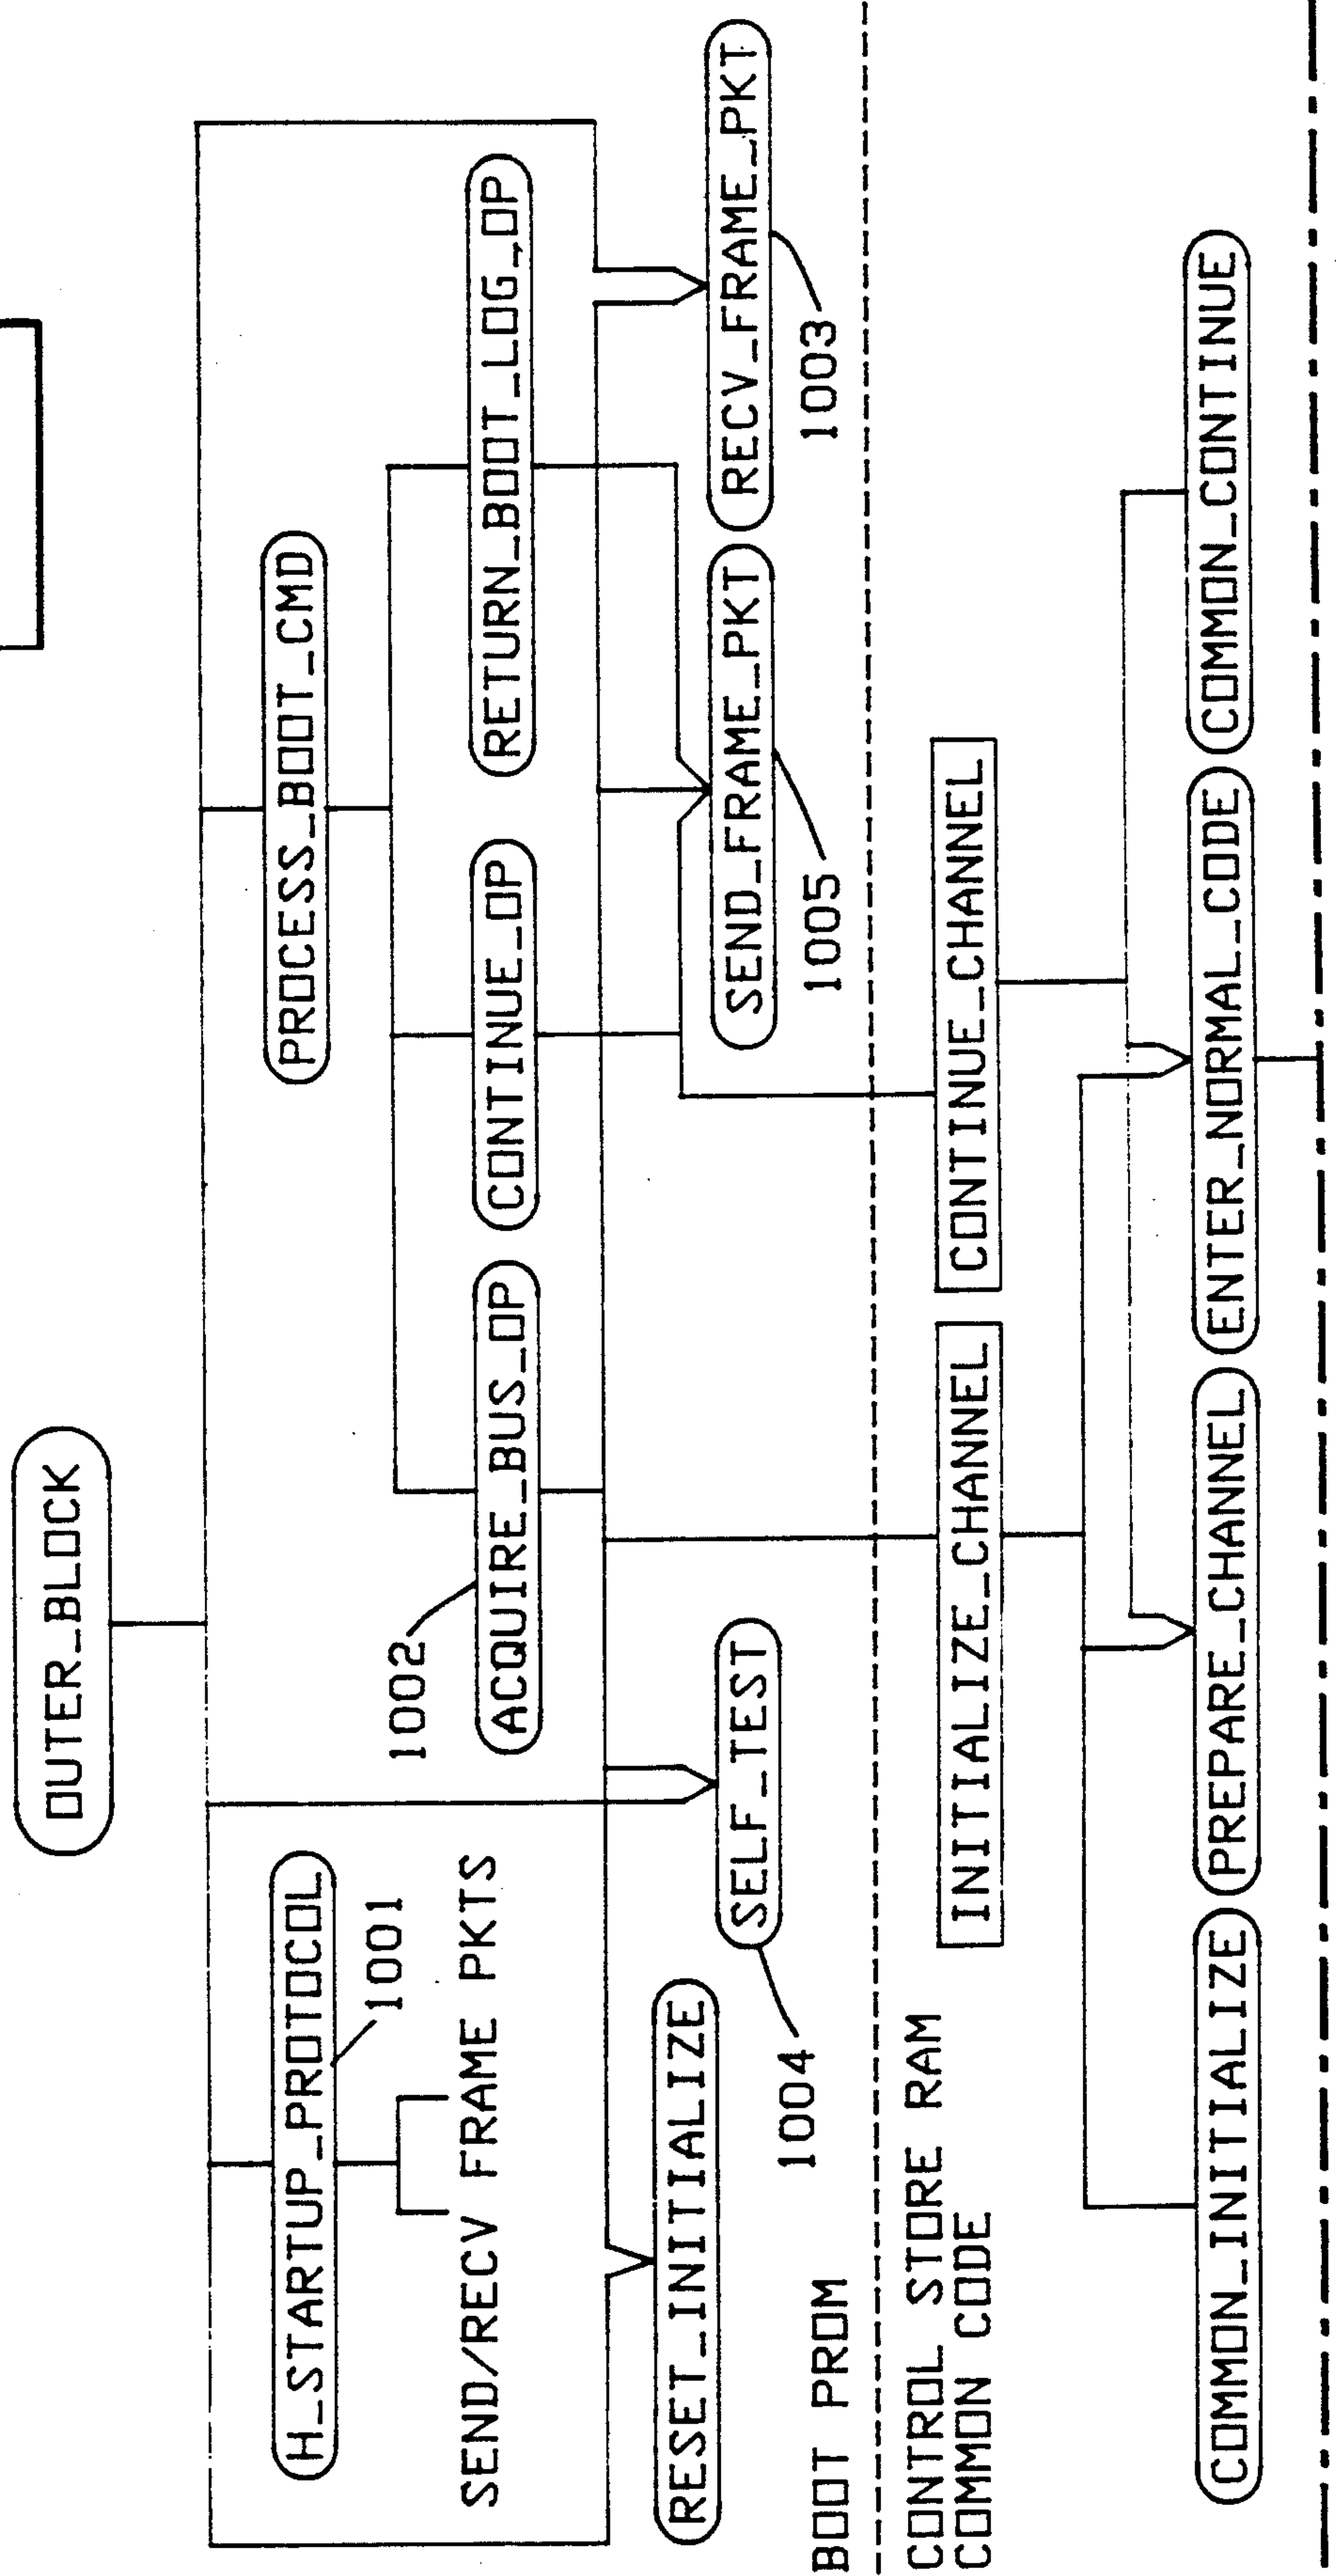 OUTER_BLOCK
H_STARTUP_PROTOCOL
PROCESS_BOOT_CMD
1001
1002
SEND/RECV FRAME PKTS
ACQUIRE_BUS_OP
CONTINUE_OP
RETURN_BOOT_LOG_OP
RESET_INITIALIZE
SELF_TEST
SEND_FRAME_PKT
RECV_FRAME_PKT
1004
1005
1003
BOOT PROM
CONTROL STORE RAM
COMMON CODE
INITIALIZE_CHANNEL
CONTINUE_CHANNEL
COMMON_INITIALIZE
PREPARE_CHANNEL
ENTER_NORMAL_CODE
COMMON_CONTINUE